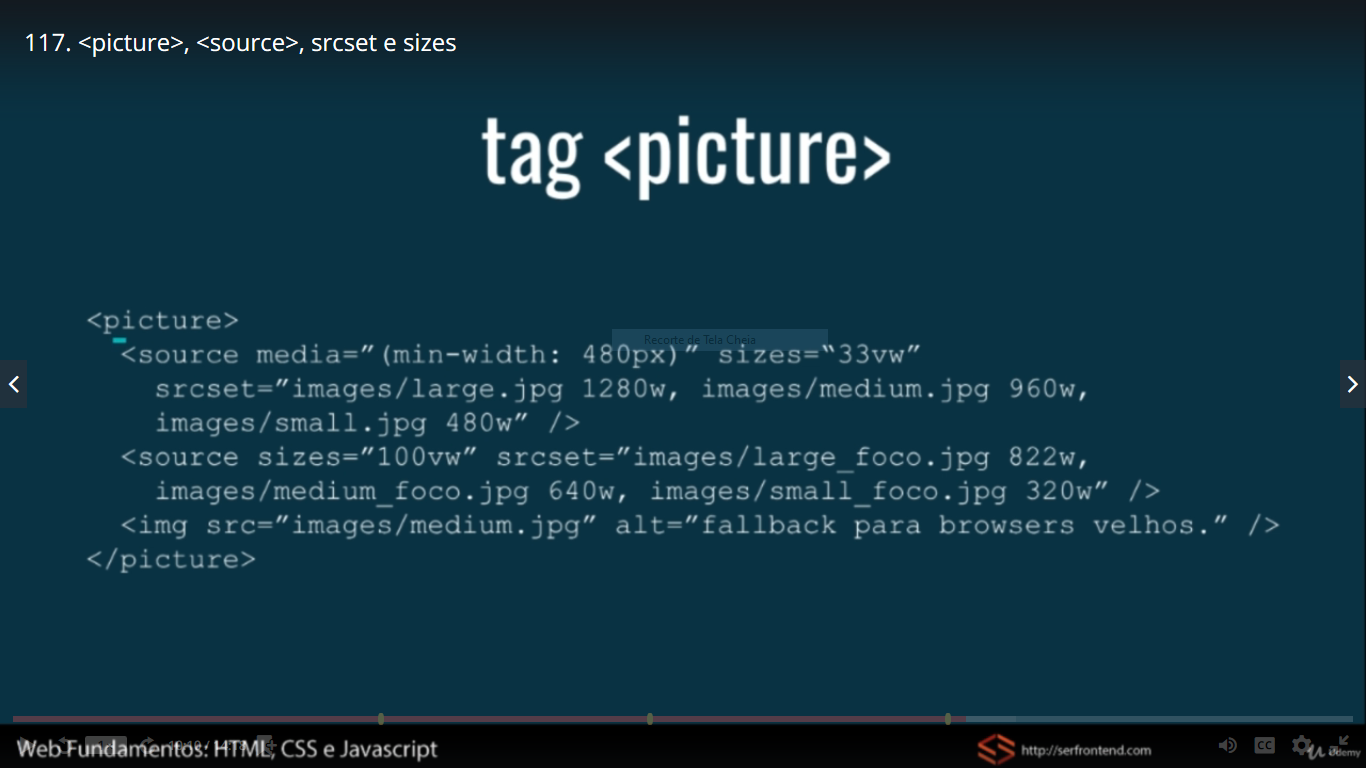 117. <picture>, <source>, srcset e sizes
tag <picture>
<picture>
Recorte de Tela Cheia
<source media=”(min-width: 480px)” sizes=“33vw”
srcset=”images/large.jpg 1280w, images/medium.jpg 960w,
images/small.jpg 480w” />
<source sizes=”100vw” srcset=”images/large_foco.jpg 822w,
images/medium_foco.jpg 640w, images/small_foco.jpg 320w” />
<img src=”images/medium.jpg” alt=”fallback para browsers velhos.” />
</picture>
Web Fundamentos: HTML, CSS e Javascript
http://serfrontend.com
CC
udemy